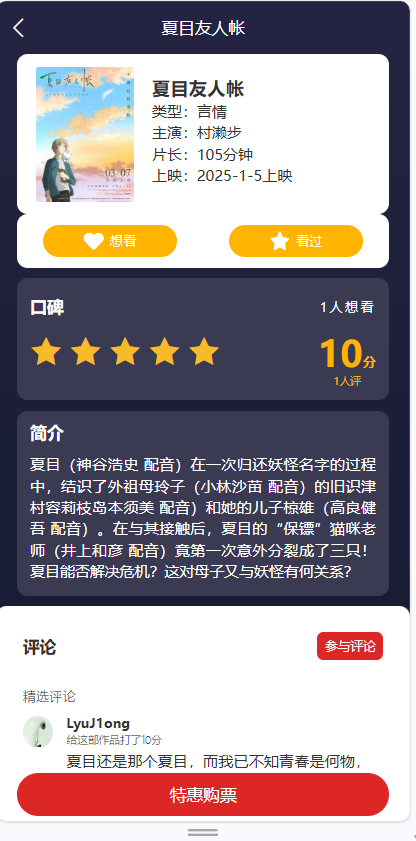 夏目友人帐
夏目友人帐
03/07
夏目友人帐
类型：言情
主演：村濑步
片长：105分钟
上映：2025-1-5上映
想看
看过
口碑
1人想看
10分
1人评
简介
夏目（神谷浩史 配音）在一次归还妖怪名字的过程
中，结识了外祖母玲子（小林沙苗 配音）的旧识津
村容莉枝岛本须美 配音）和她的儿子椋雄（高良健
吾 配音）。在与其接触后，夏目的“保镖”猫咪老
师（井上和彦 配音）竟第一次意外分裂成了三只！
夏目能否解决危机？这对母子又与妖怪有何关系？
评论
参与评论
精选评论
LyuJ1ong
给这部作品打了10分
夏目还是那个夏目，而我已不知青春是何物，
特惠购票